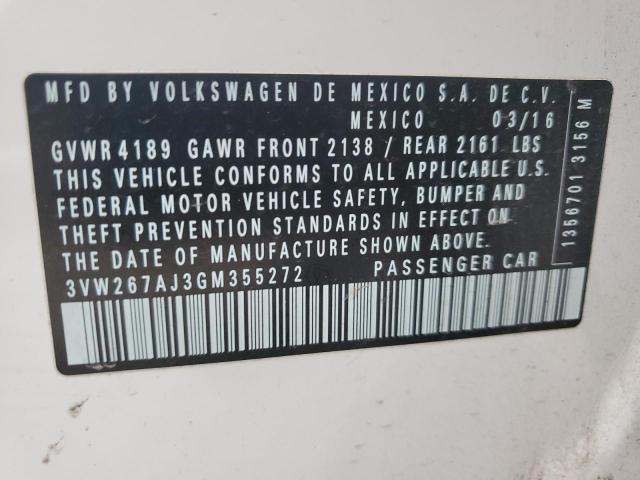 MFD BY VOLKSWAGEN DE MEXICO S.A. DE C.V.
MEXICO 03/16
GVWR 4189 GAWR FRONT 2138 / REAR 2161 LBS
THIS VEHICLE CONFORMS TO ALL APPLICABLE U.S.
FEDERAL MOTOR VEHICLE SAFETY, BUMPER AND
THEFT PREVENTION STANDARDS IN EFFECT ON
THE DATE OF MANUFACTURE SHOWN ABOVE.
3VW267AJ3GM355272 PASSENGER CAR
1356701 3156 M